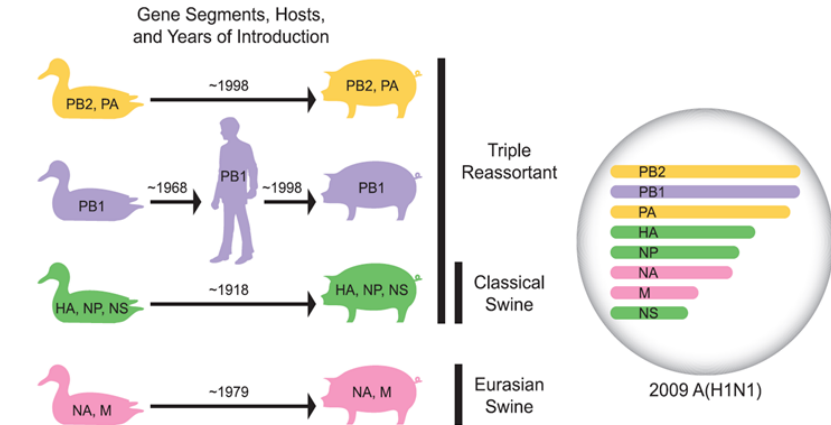 Gene Segments, Hosts,
and Years of Introduction
PB2, PA
~1998
PB2, PA
PB1
~1968
PB1
~1998
PB1
Triple
Reassortant
HA, NP, NS
~1918
HA, NP, NS
Classical
Swine
NA, M
~1979
NA, M
Eurasian
Swine
PB2
PB1
PA
HA
NP
NA
M
NS
2009 A(H1N1)